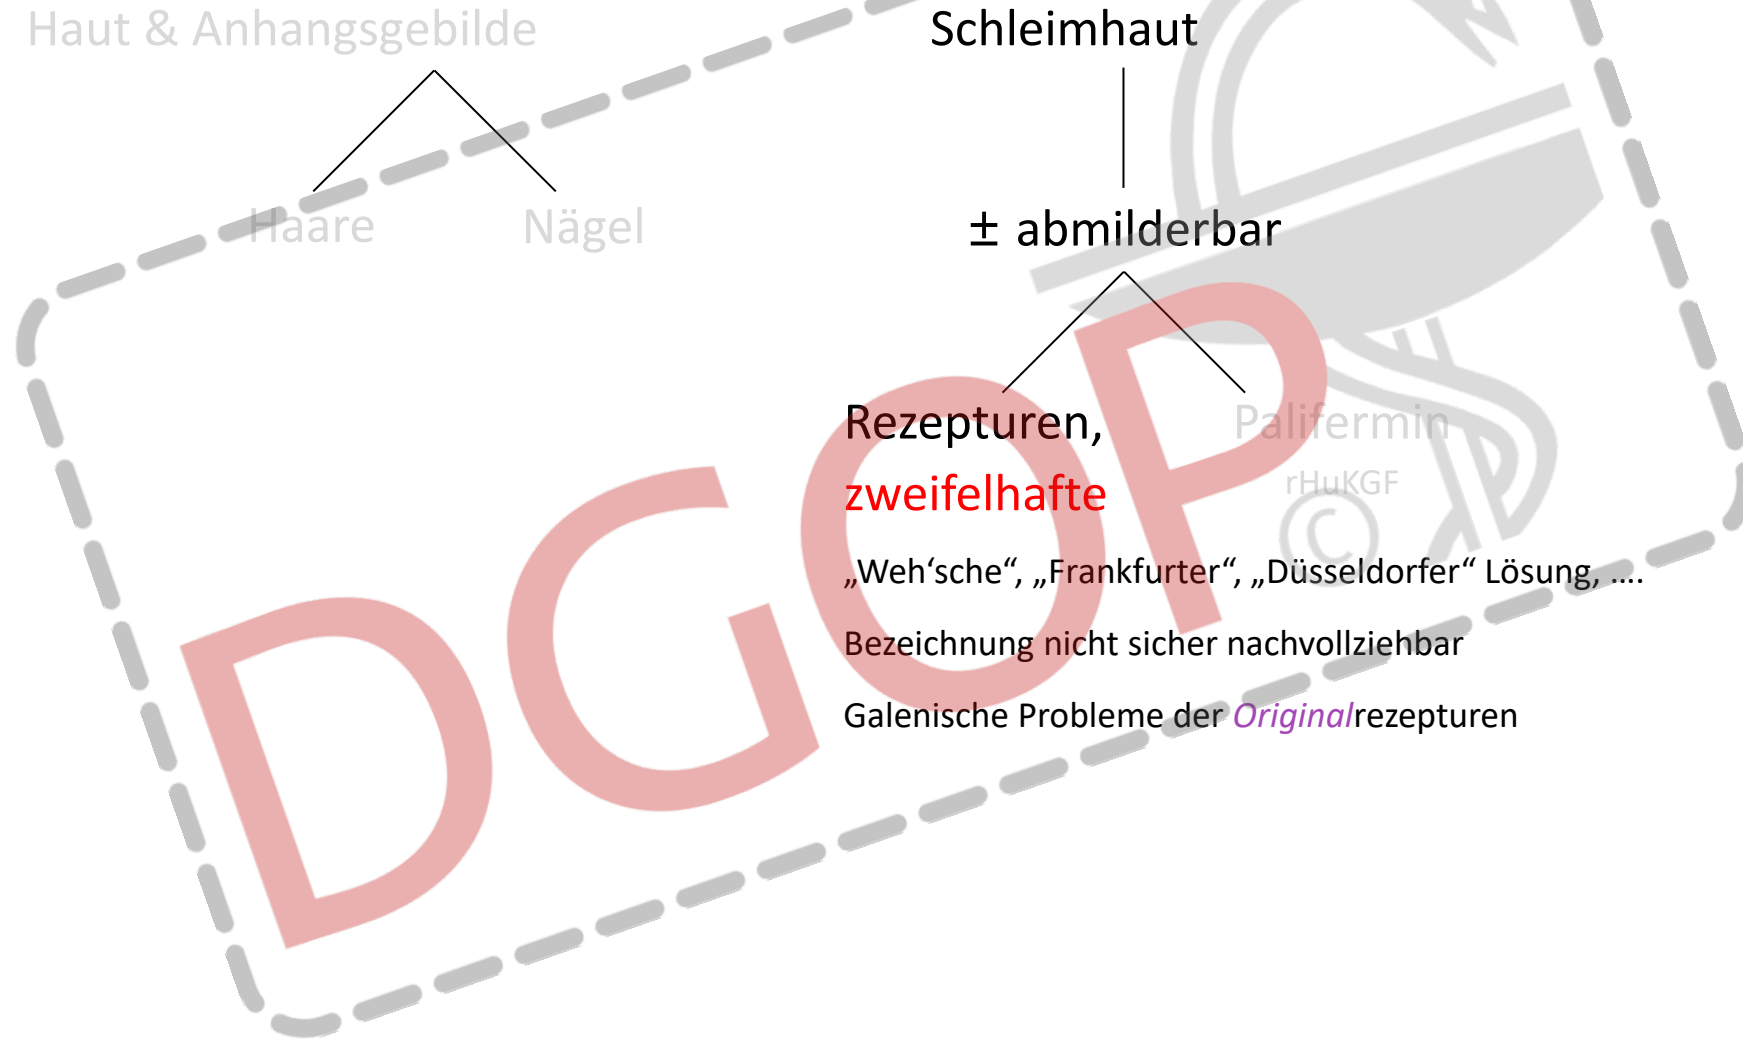 Haut & Anhangsgebilde
Schleimhaut
Haare
Nägel
± abmilderbar
Rezepturen,
zweifelhafte
Palifermin
rHuKGF
„Weh‘sche“, „Frankfurter“, „Düsseldorfer“ Lösung, ....
Bezeichnung nicht sicher nachvollziehbar
Galenische Probleme der Originalrezepturen
DGOP
©